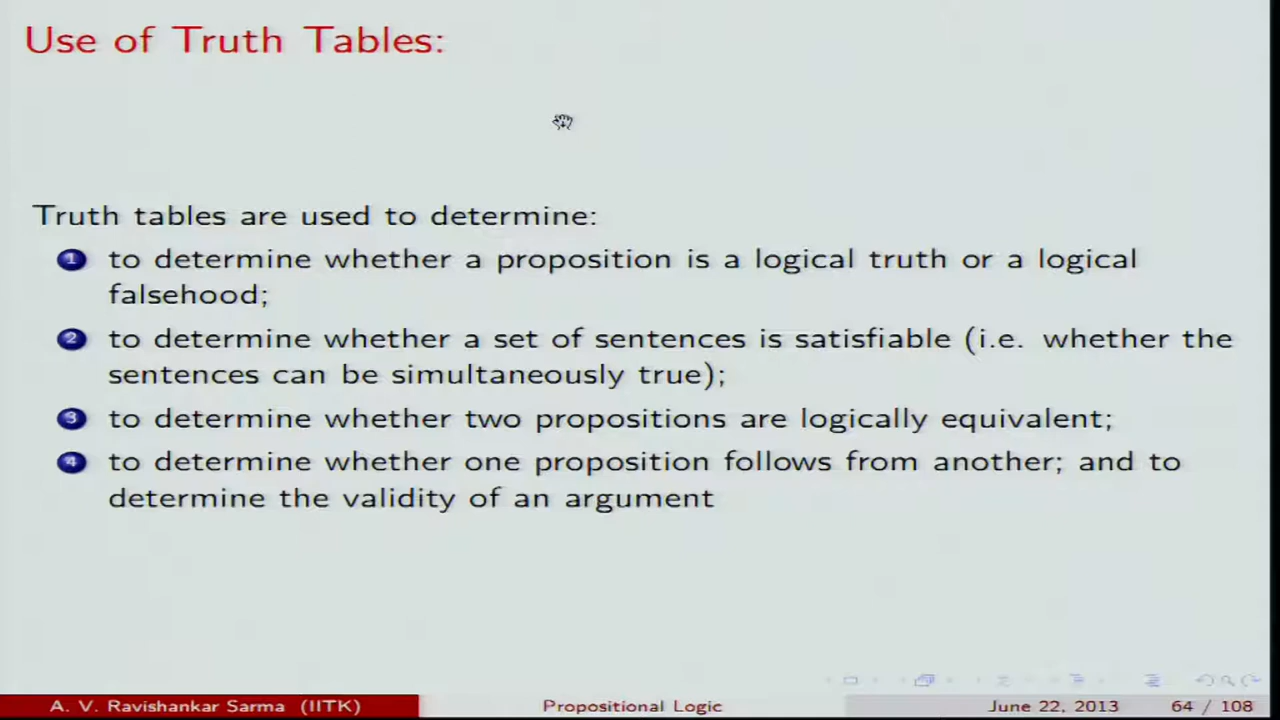 Use of Truth Tables:
Truth tables are used to determine:
1 to determine whether a proposition is a logical truth or a logical
falsehood;
2 to determine whether a set of sentences is satisfiable (i.e. whether the
sentences can be simultaneously true);
3 to determine whether two propositions are logically equivalent;
4 to determine whether one proposition follows from another; and to
determine the validity of an argument
A. V. Ravishankar Sarma (IITK) Propositional Logic June 22, 2013 64 / 108